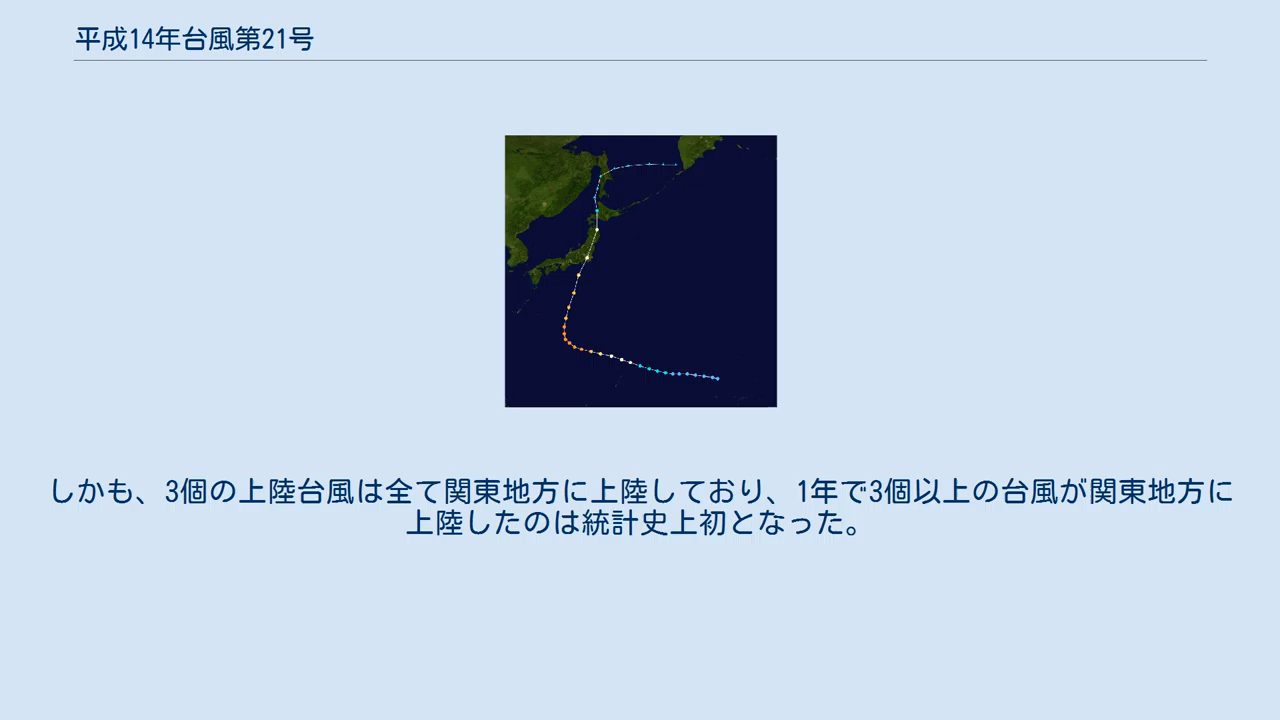 平成14年台風第21号
しかも、3個の上陸台風は全て関東地方に上陸しており、1年で3個以上の台風が関東地方に
上陸したのは統計史上初となった。